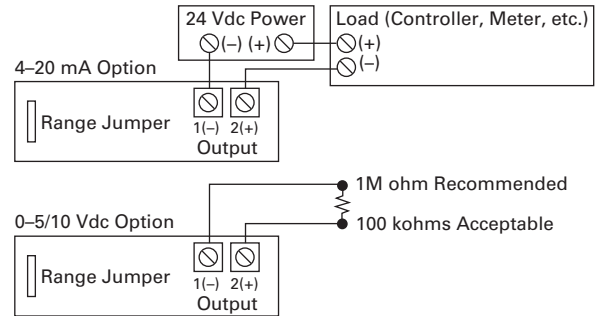 24 Vdc Power
Load (Controller, Meter, etc.)
(–) (+)
(+)
(–)
4–20 mA Option
Range Jumper
1(–) 2(+)
Output
1M ohm Recommended
0–5/10 Vdc Option
100 kohms Acceptable
Range Jumper
1(–) 2(+)
Output